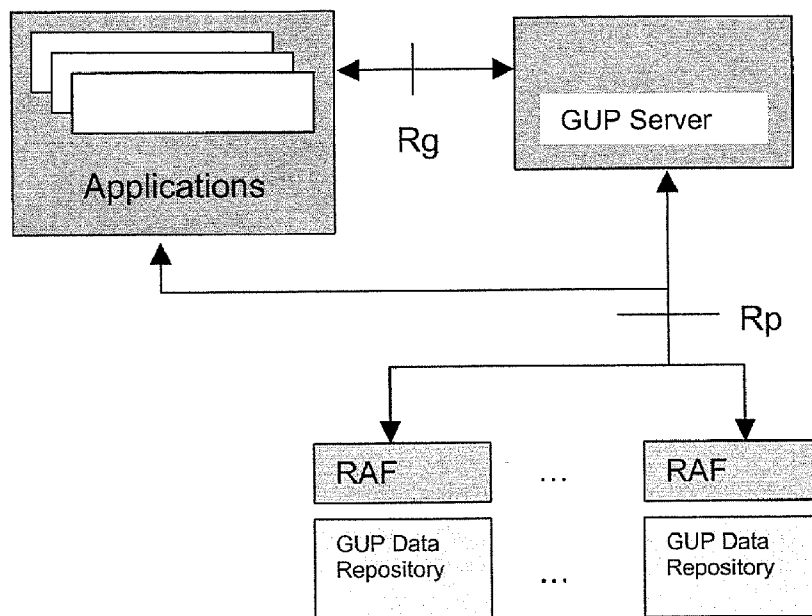 GUP Server
Rg
Applications
Rp
RAF
...
RAF
GUP Data
Repository
...
GUP Data
Repository